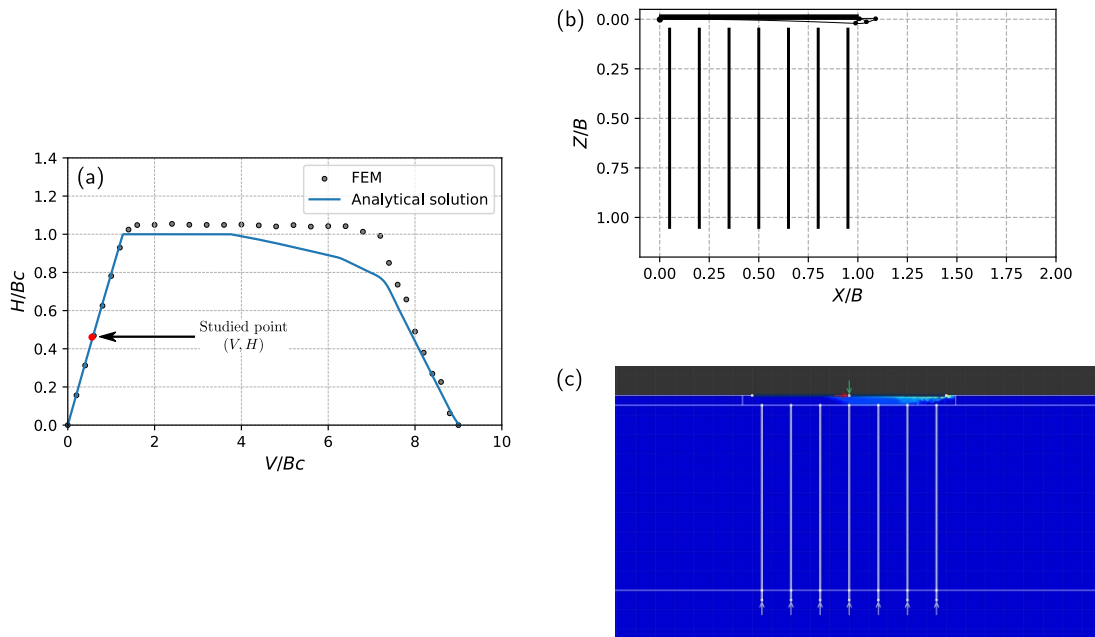 (a)
FEM
Analytical solution
Studied point
(V, H)
H/Bc
1.4
1.2
1.0
0.8
0.6
0.4
0.2
0.0
0 2 4 6 8 10
V/Bc
(b)
Z/B
0.00
0.25
0.50
0.75
1.00
0.00 0.25 0.50 0.75 1.00 1.25 1.50 1.75 2.00
X/B
(c)